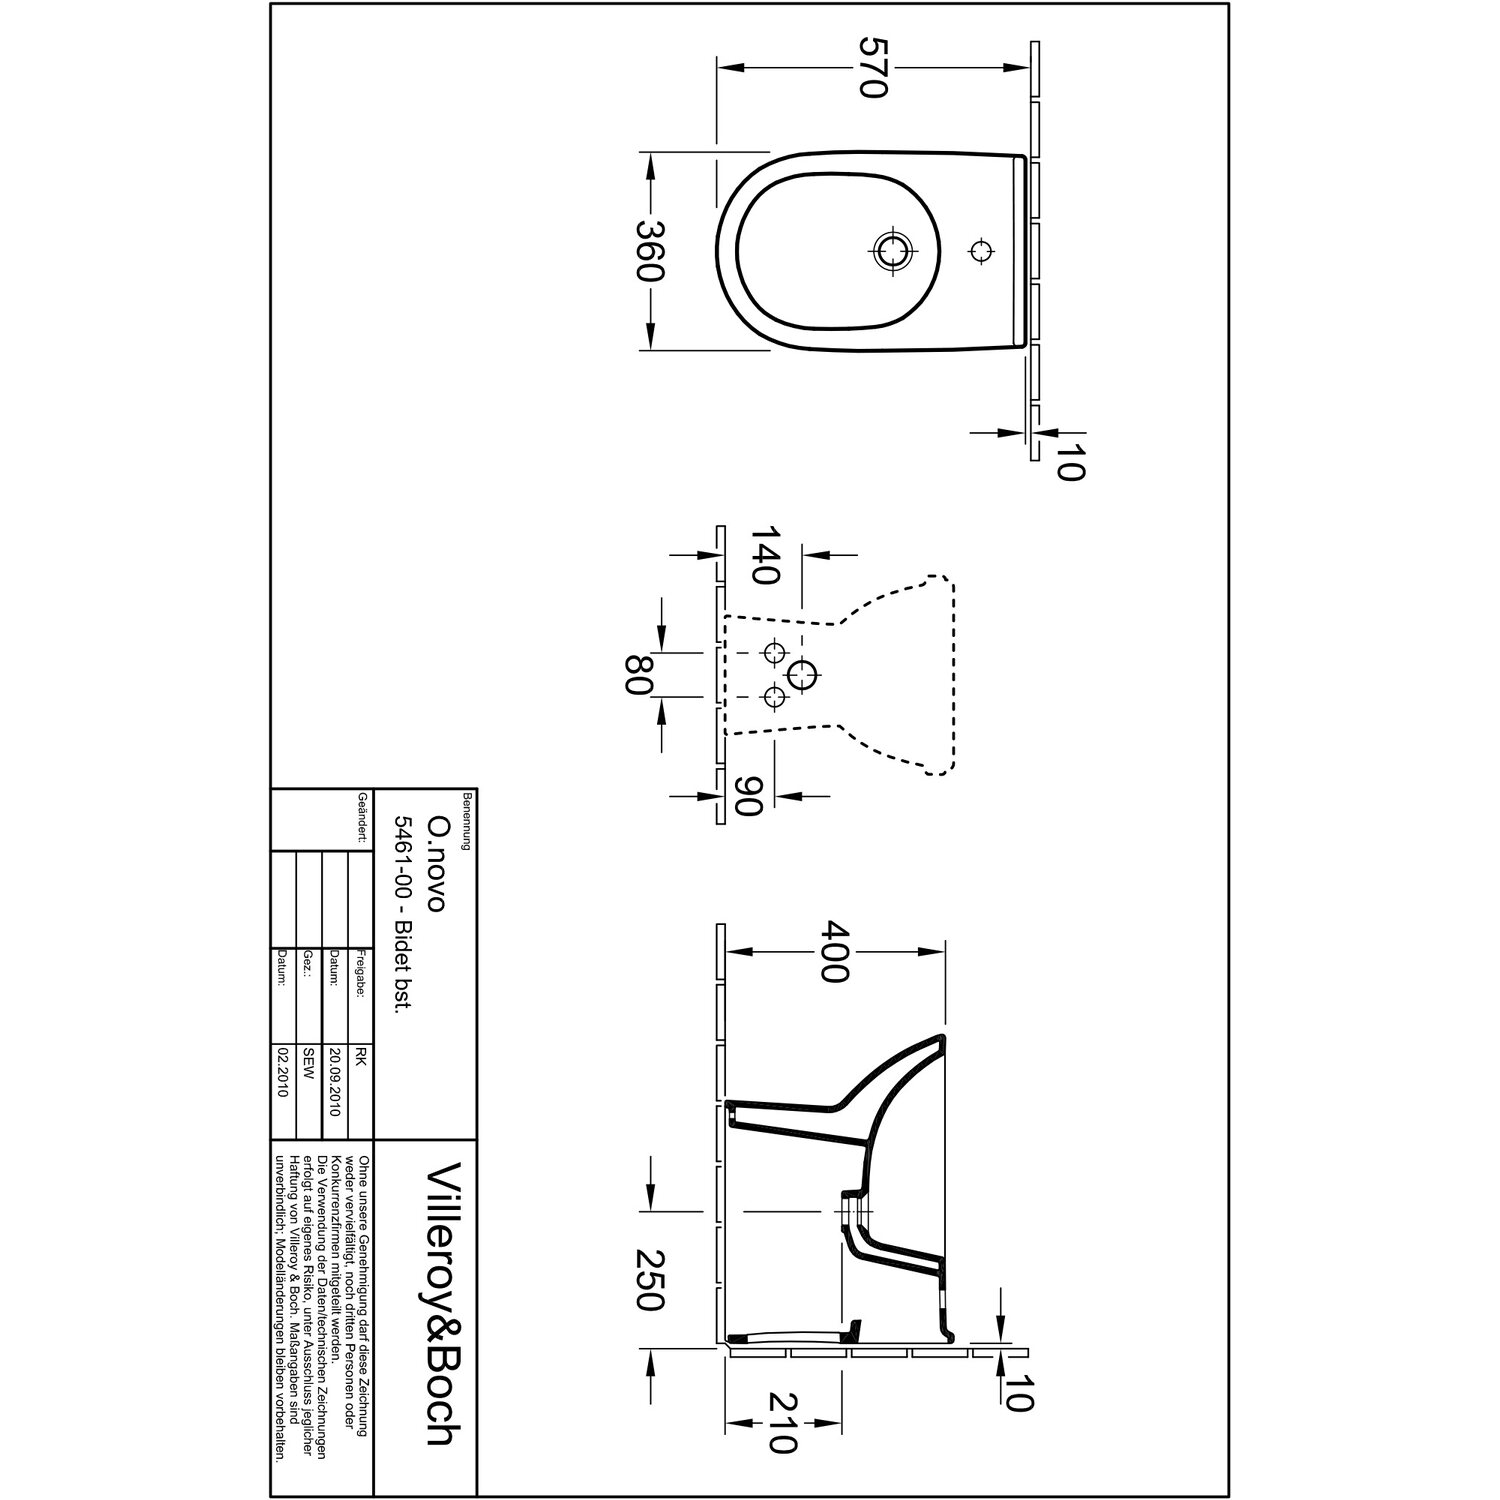 570
360
10
140
80
90
400
250
210
10
Benennung
O.novo
5461-00 - Bidet bst.
Villeroy&Boch
Geändert:
Freigabe:
RK
Datum:
20.09.2010
Gez.:
SEW
Datum:
02.2010
Ohne unsere Genehmigung darf diese Zeichnung
weder vervielfältigt, noch dritten Personen oder
Konkurrenzfirmen mitgeteilt werden.
Die Verwendung der Daten/technischen Zeichnungen
erfolgt auf eigenes Risiko, unter Ausschluss jeglicher
Haftung von Villeroy & Boch. Maßangaben sind
unverbindlich; Modelländerungen bleiben vorbehalten.